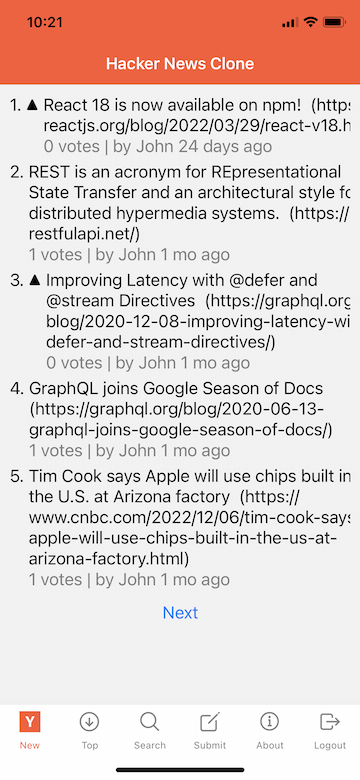 10:21
Hacker News Clone
1. ▲ React 18 is now available on npm! (https
reactjs.org/blog/2022/03/29/react-v18.h
0 votes | by John 24 days ago
2. REST is an acronym for REpresentational
State Transfer and an architectural style fo
distributed hypermedia systems. (https://
restfulapi.net/)
1 votes | by John 1 mo ago
3. ▲ Improving Latency with @defer and
@stream Directives (https://graphql.org
blog/2020-12-08-improving-latency-wi
defer-and-stream-directives/)
0 votes | by John 1 mo ago
4. GraphQL joins Google Season of Docs
(https://graphql.org/blog/2020-06-13-
graphql-joins-google-season-of-docs/)
1 votes | by John 1 mo ago
5. Tim Cook says Apple will use chips built in
the U.S. at Arizona factory (https://
www.cnbc.com/2022/12/06/tim-cook-says
apple-will-use-chips-built-in-the-us-at-
arizona-factory.html)
1 votes | by John 1 mo ago
Next
Y
New Top Search Submit About Logout